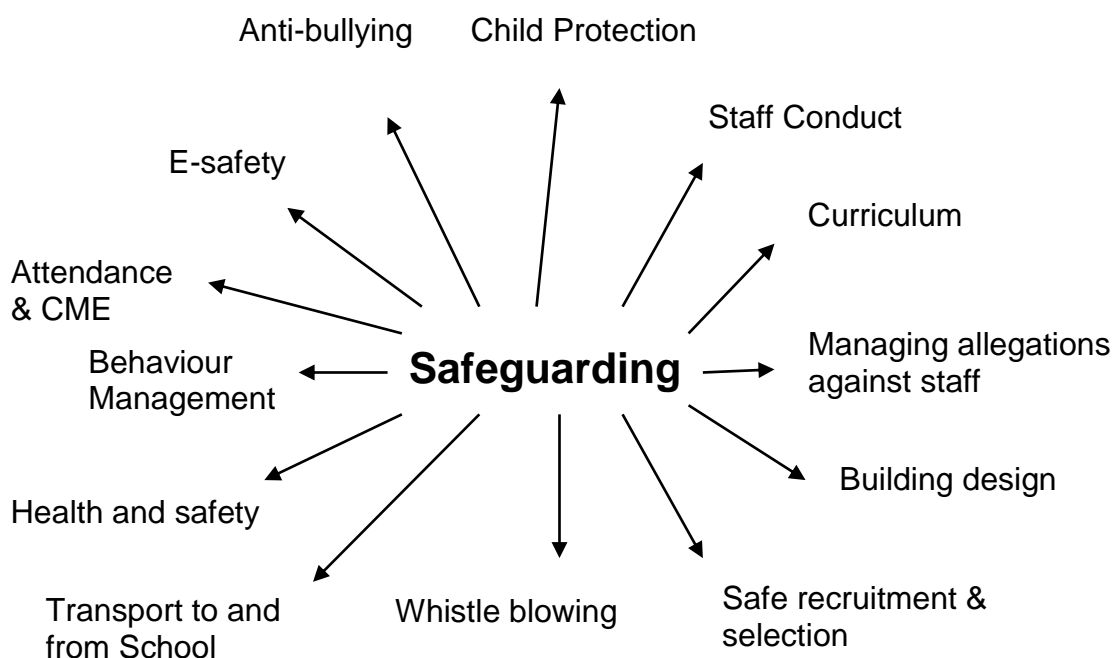 Anti-bullying
Child Protection
Staff Conduct
E-safety
Curriculum
Attendance
& CME
Managing allegations
against staff
Behaviour
Management
Safeguarding
Building design
Health and safety
Transport to and
from School
Whistle blowing
Safe recruitment &
selection